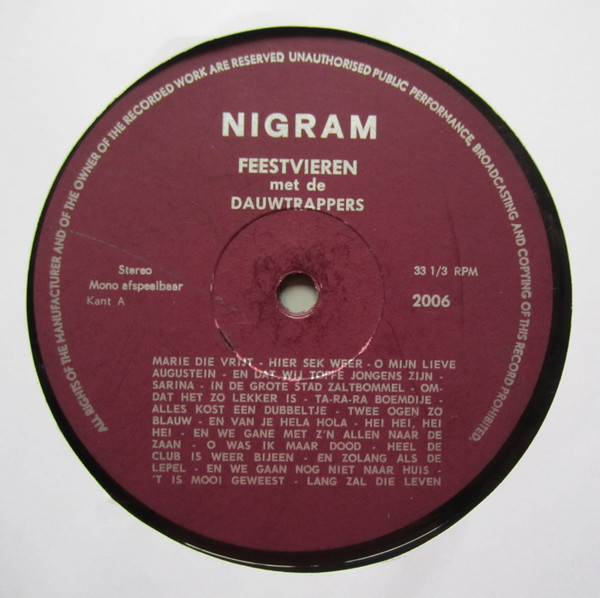 ALL RIGHTS OF THE MANUFACTURER AND OF THE OWNER OF THE RECORDED WORK ARE RESERVED UNAUTHORISED PUBLIC PERFORMANCE, BROADCASTING AND COPYING OF THIS RECORD PROHIBITED.
NIGRAM
FEESTVIEREN
met de
DAUWTRAPPERS
Stereo
Mono afspeelbaar
Kant A
33 1/3 RPM
2006
MARIE DIE VRIJT - HIER SEK WEER - O MIJN LIEVE
AUGUSTEIN - EN DAT WIJ TOFFE JONGENS ZIJN -
SARINA - IN DE GROTE STAD ZALTBOMMEL - OM-
DAT HET ZO LEKKER IS - TA-RA-RA BOEMDIJE -
ALLES KOST EEN DUBBELTJE - TWEE OGEN ZO
BLAUW - EN VAN JE HELA HOLA - HEI HEI, HEI
HEI - EN WE GANE MET Z'N ALLEN NAAR DE
ZAAN - O WAS IK MAAR DOOD - HEEL DE
CLUB IS WEER BIJEEN - EN ZOLANG ALS DE
LEPEL - EN WE GAAN NOG NIET NAAR HUIS -
'T IS MOOI GEWEEST - LANG ZAL DIE LEVEN